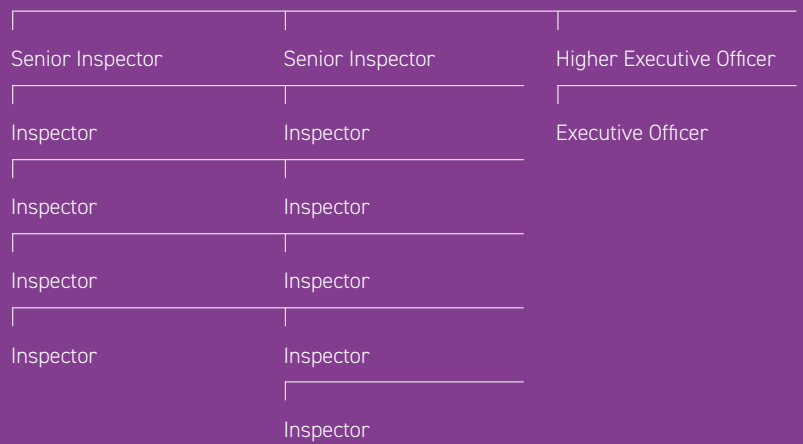 Senior Inspector
Senior Inspector
Higher Executive Officer
Inspector
Inspector
Executive Officer
Inspector
Inspector
Inspector
Inspector
Inspector
Inspector
Inspector